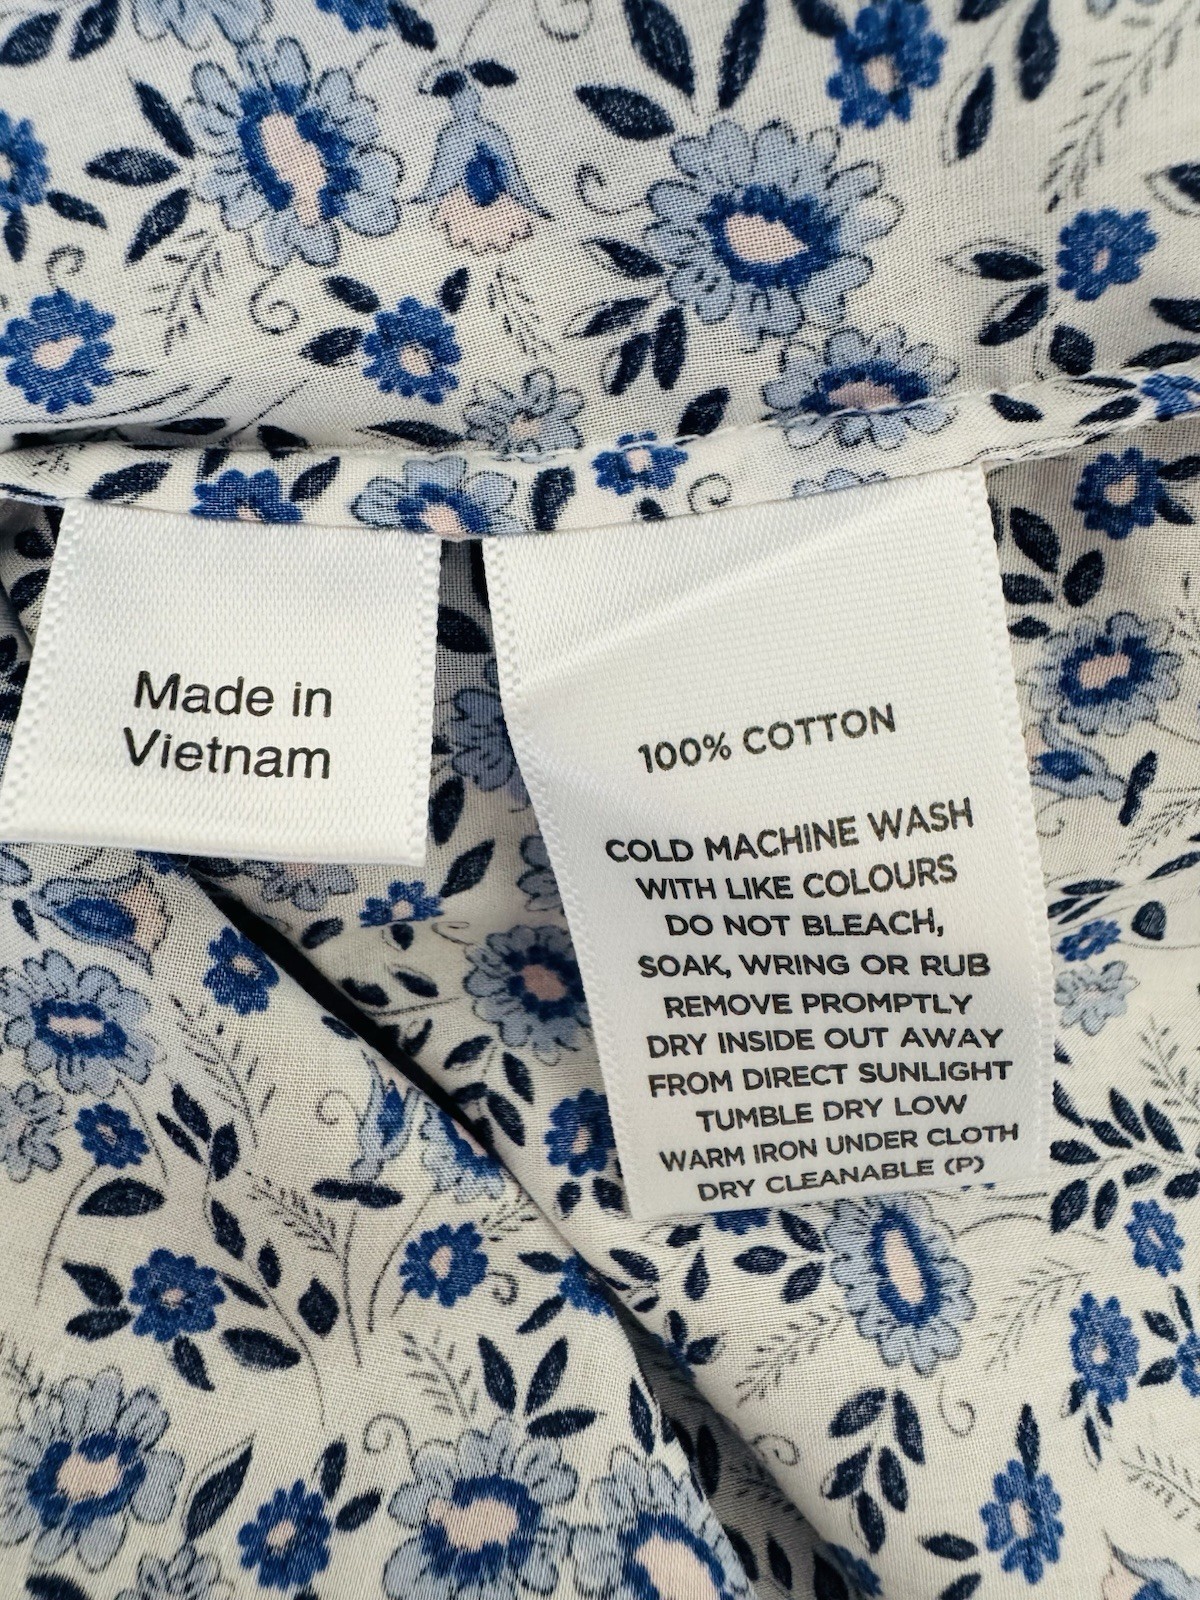 Made in
Vietnam
100% COTTON
COLD MACHINE WASH
WITH LIKE COLOURS
DO NOT BLEACH,
SOAK, WRING OR RUB
REMOVE PROMPTLY
DRY INSIDE OUT AWAY
FROM DIRECT SUNLIGHT
TUMBLE DRY LOW
WARM IRON UNDER CLOTH
DRY CLEANABLE (P)